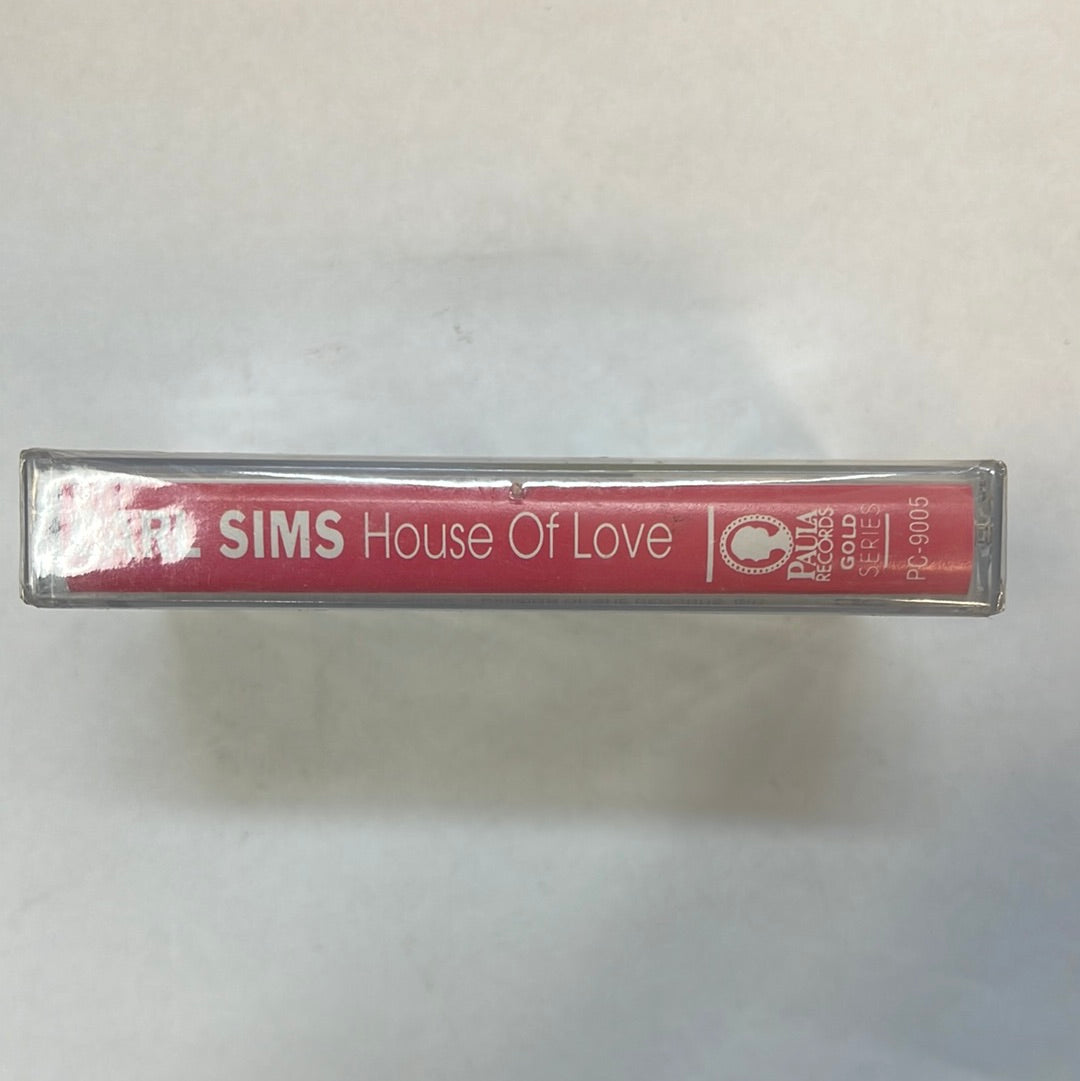 SIMS House Of Love
PAULA
RECORDS
GOLD
SERIES
PC-9005